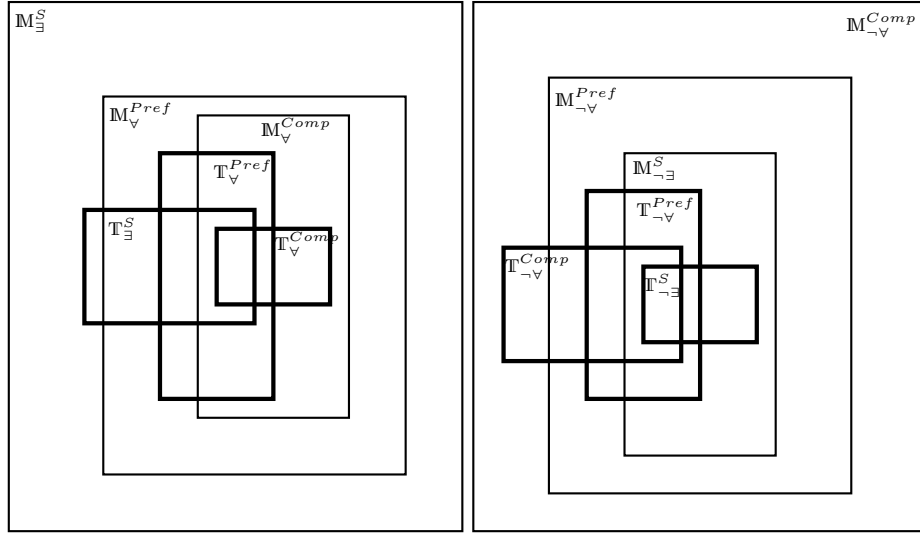 𝕄^S_∃
𝕄^{Pref}_∀
𝕄^{Comp}_∀
𝕋^{Pref}_∀
𝕋^S_∃
𝕋^{Comp}_∀
𝕄^{Comp}_{¬∀}
𝕄^{Pref}_{¬∀}
𝕄^S_{¬∃}
𝕋^{Pref}_{¬∀}
𝕋^{Comp}_{¬∀}
𝕋^S_{¬∃}